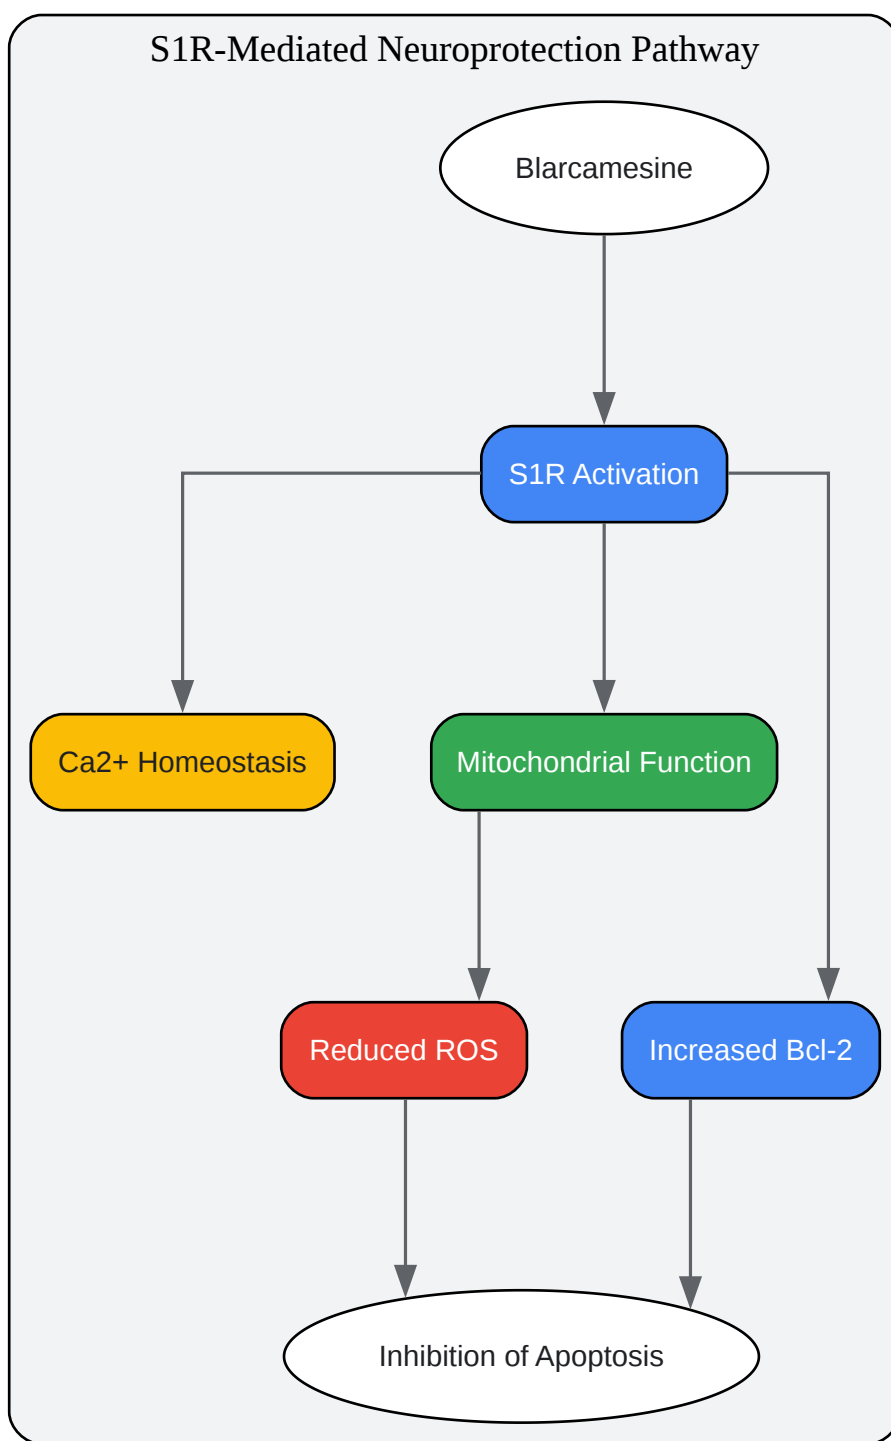 S1R-Mediated Neuroprotection Pathway
Blarcamesine
S1R Activation
Ca2+ Homeostasis
Mitochondrial Function
Reduced ROS
Increased Bcl-2
Inhibition of Apoptosis